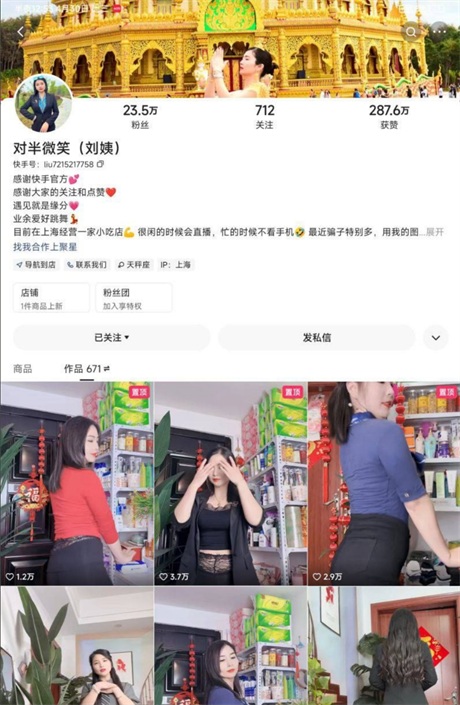 23.5万 712 287.6万
粉丝 关注 获赞
对半微笑（刘姨）
快手号：liu7215217758
感谢快手官方💕
感谢大家的关注和点赞❤️
遇见就是缘分💗
业余爱好跳舞💃
目前在上海经营一家小吃店💪 很闲的时候会直播，忙的时候不看手机🤣 最近骗子特别多，用我的图...展开
找我合作上聚星
导航到店 联系我们 天秤座 IP：上海
店铺 粉丝团
1件商品上新 加入享特权
已关注 发私信
商品 作品 671
置顶 置顶 置顶
福
1.2万 3.7万 2.9万